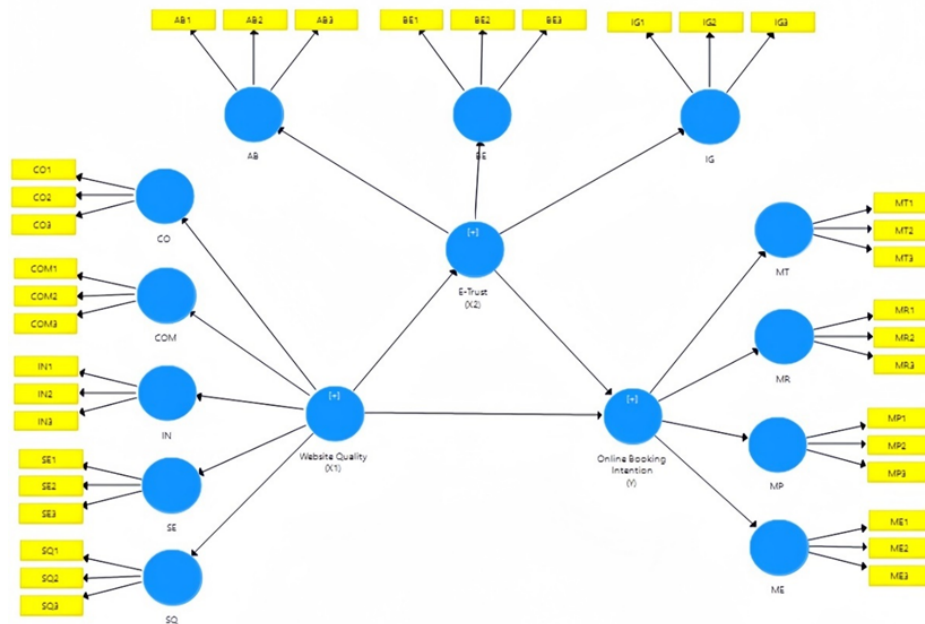 AB1
AB2
AB3
BE1
BE2
BE3
IG1
IG2
IG3
AB
BE
IG
CO1
CO2
CO3
CO
COM1
COM2
COM3
COM
IN1
IN2
IN3
IN
SE1
SE2
SE3
SE
SQ1
SQ2
SQ3
SQ
[+]
E-Trust
(X2)
[+]
Website Quality
(X1)
[+]
Online Booking
Intention
(Y)
MT
MT1
MT2
MT3
MR
MR1
MR2
MR3
MP
MP1
MP2
MP3
ME
ME1
ME2
ME3